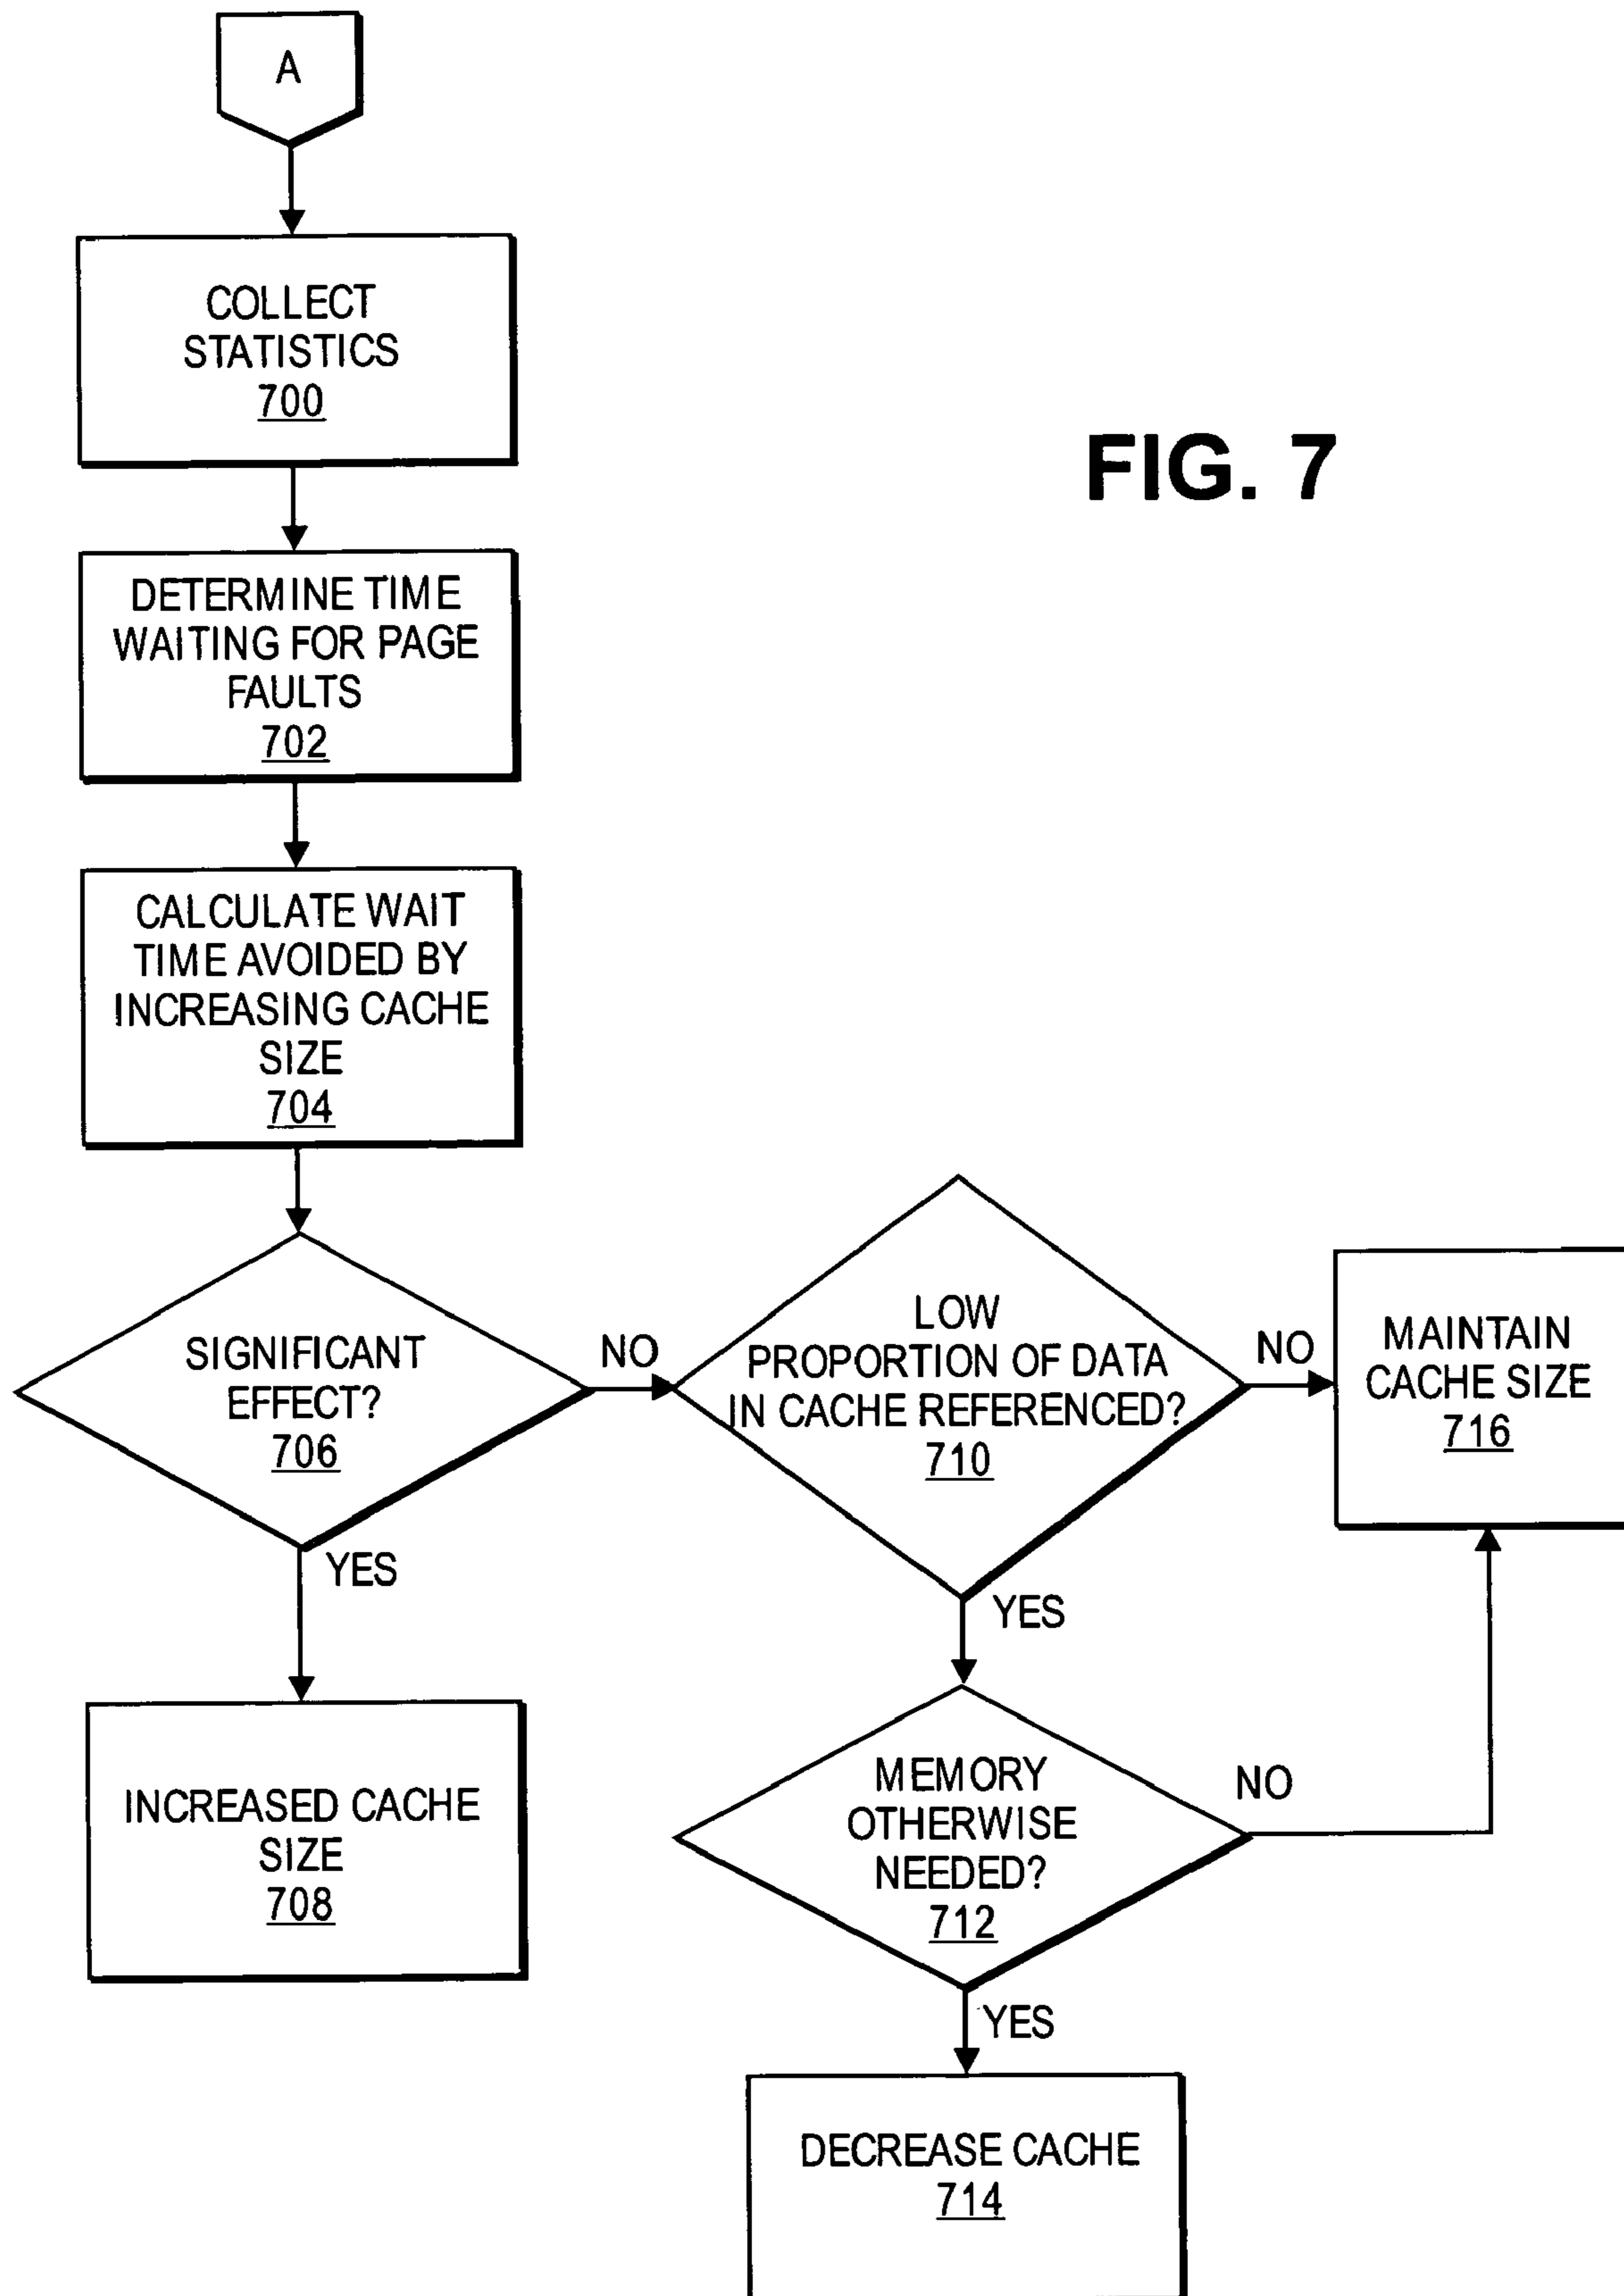 A
COLLECT
STATISTICS
700
FIG. 7
DETERMINE TIME
WAITING FOR PAGE
FAULTS
702
CALCULATE WAIT
TIME AVOIDED BY
INCREASING CACHE
SIZE
704
SIGNIFICANT
EFFECT?
706
NO
YES
LOW
PROPORTION OF DATA
IN CACHE REFERENCED?
710
NO
YES
MAINTAIN
CACHE SIZE
716
INCREASED CACHE
SIZE
708
MEMORY
OTHERWISE
NEEDED?
712
NO
YES
DECREASE CACHE
714